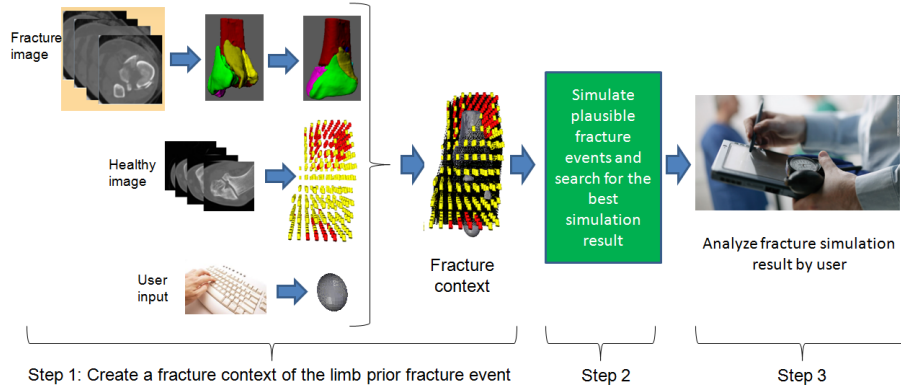 Fracture
image
Healthy
image
User
input
Fracture
context
Simulate
plausible
fracture
events and
search for the
best
simulation
result
Analyze fracture simulation
result by user
Step 1: Create a fracture context of the limb prior fracture event
Step 2
Step 3